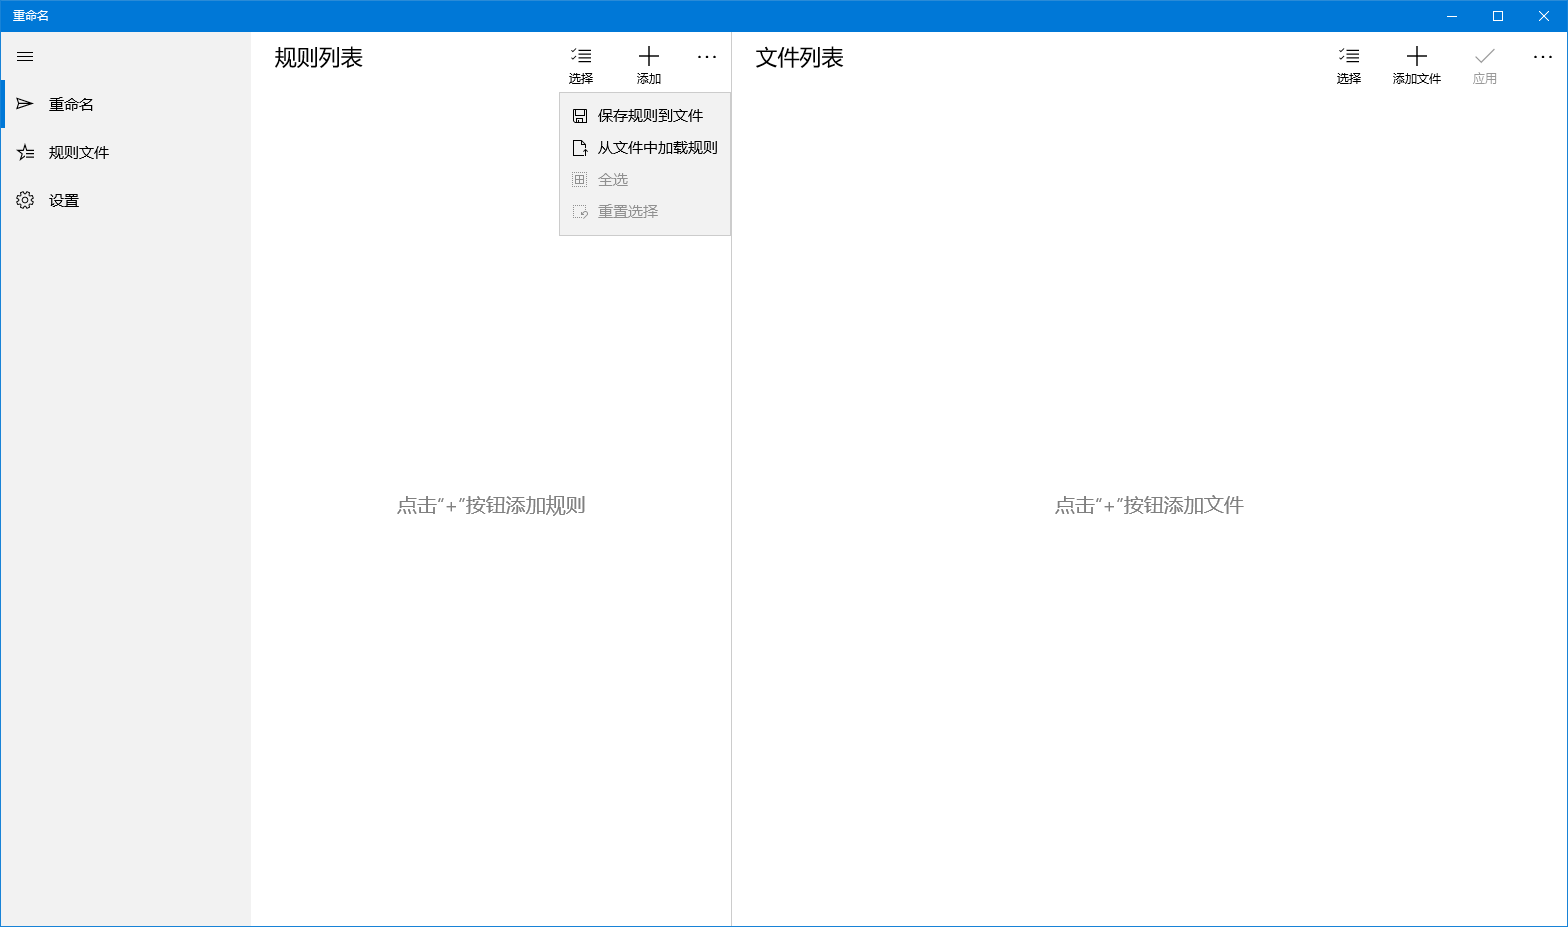 重命名
重命名
规则文件
设置
规则列表
选择
添加
保存规则到文件
从文件中加载规则
全选
重置选择
点击“+”按钮添加规则
文件列表
选择
添加文件
应用
点击“+”按钮添加文件